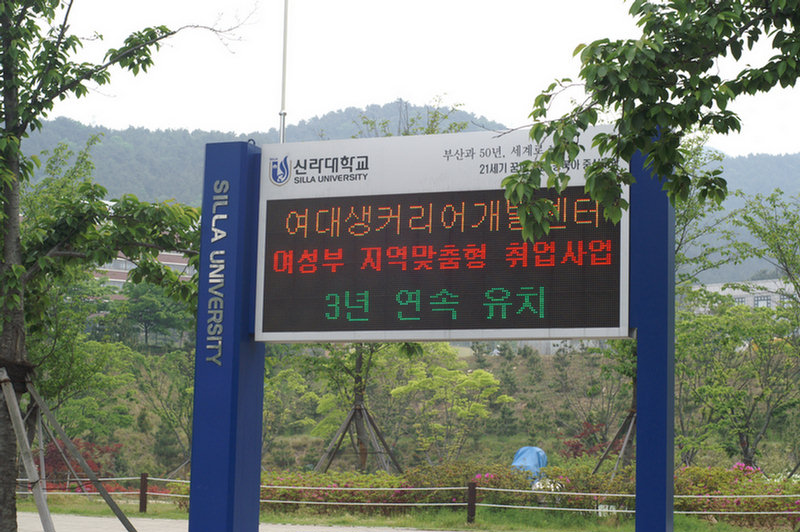 SILLA UNIVERSITY
신라대학교
SILLA UNIVERSITY
부산과 50년, 세계로
21세기 꿈
여대생커리어개발센터
여성부 지역맞춤형 취업사업
3년 연속 유치